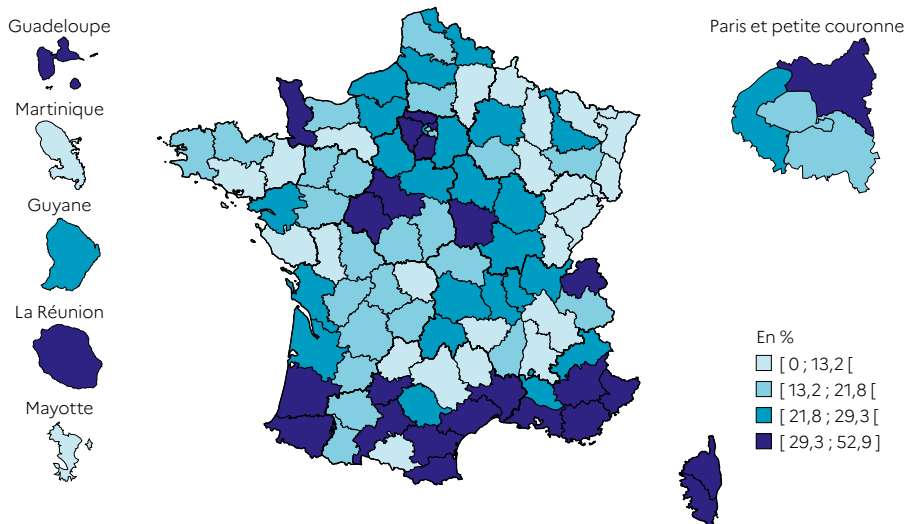 Guadeloupe
Martinique
Guyane
La Réunion
Mayotte
Paris et petite couronne
En %
[ 0 ; 13,2 [
[ 13,2 ; 21,8 [
[ 21,8 ; 29,3 [
[ 29,3 ; 52,9 ]